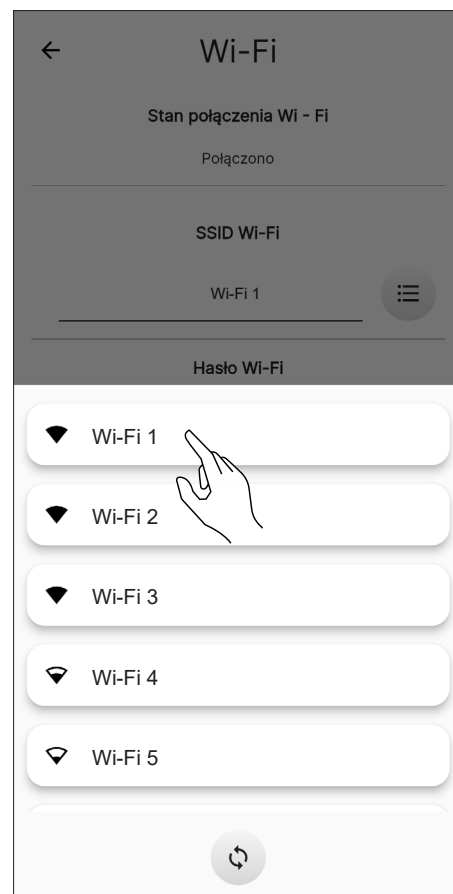 Wi-Fi
Stan połączenia Wi - Fi
Połączono
SSID Wi-Fi
Wi-Fi 1
Hasło Wi-Fi
Wi-Fi 1
Wi-Fi 2
Wi-Fi 3
Wi-Fi 4
Wi-Fi 5